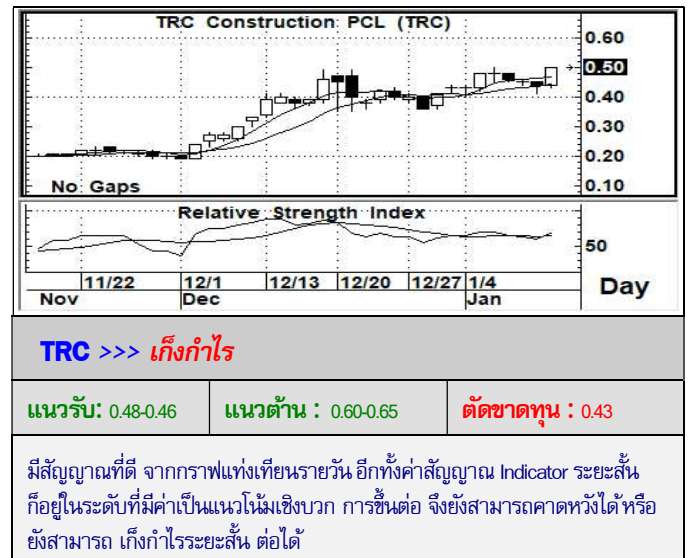 TRC Construction PCL (TRC)
0.60
0.50
0.40
0.30
0.20
0.10
No Gaps
Relative Strength Index
50
11/22 12/1 12/13 12/20 12/27 1/4
Nov Dec Jan
Day
TRC >>> เก็งกำไร
แนวรับ: 0.48-0.46 แนวต้าน : 0.60-0.65 ตัดขาดทุน : 0.43
มีสัญญาณที่ดี จากกราฟแท่งเทียนรายวัน อีกทั้งค่าสัญญาณ Indicator ระยะสั้น
ก็อยู่ในระดับที่มีค่าเป็นแนวโน้มเชิงบวก การขึ้นต่อ จึงยังสามารถคาดหวังได้ หรือ
ยังสามารถ เก็งกำไรระยะสั้น ต่อได้